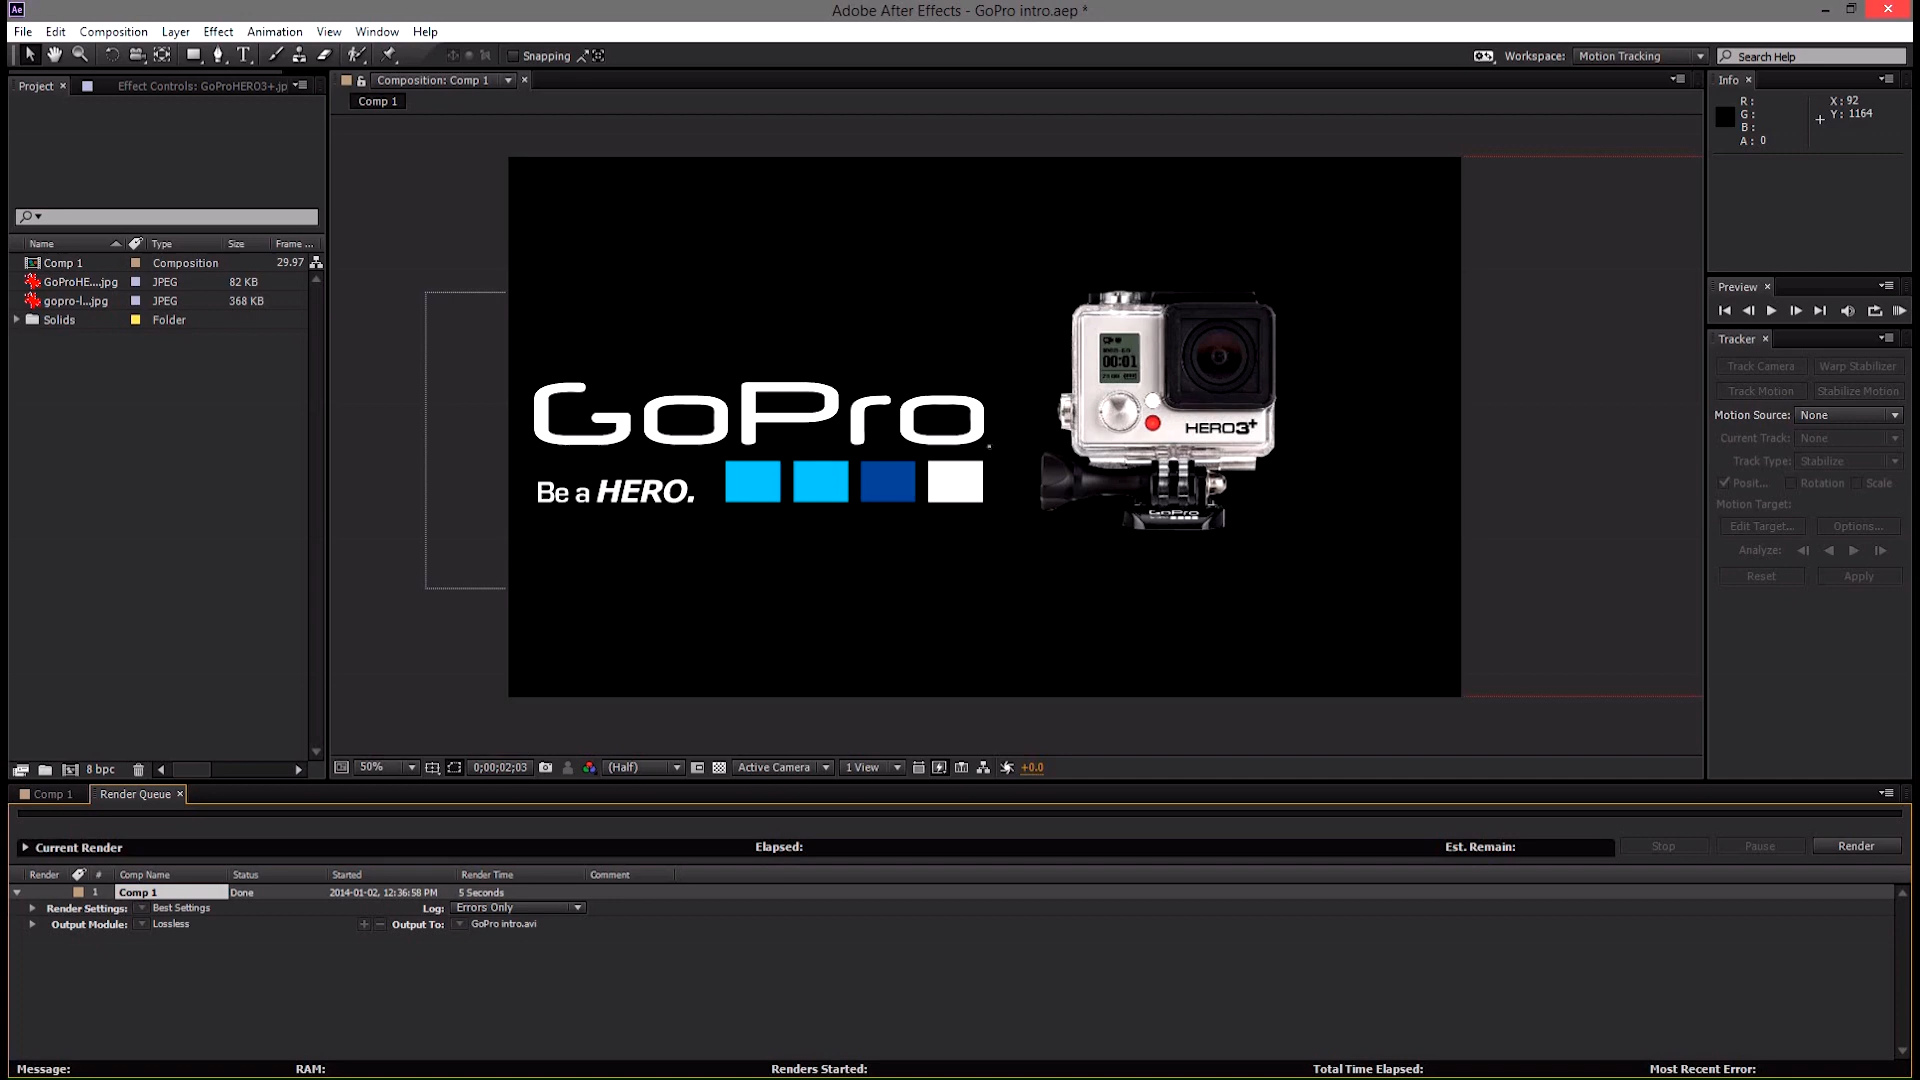 Ae
Adobe After Effects - GoPro intro.aep *
File Edit Composition Layer Effect Animation View Window Help
Snapping
Workspace: Motion Tracking
Search Help
Project × Effect Controls: GoProHERO3+.jp
Composition: Comp 1 ×
Comp 1
Info ×
R:
G:
B:
A: 0
X: 92
Y: 1164
Name Type Size Frame ...
Comp 1 Composition 29.97
GoProHE....jpg JPEG 82 KB
gopro-l...jpg JPEG 368 KB
Solids Folder
GoPro
Be a HERO.
00:01
HERO3+
GoPro
Preview ×
Tracker ×
Track Camera Warp Stabilizer
Track Motion Stabilize Motion
Motion Source: None
Current Track: None
Track Type: Stabilize
Posit... Rotation Scale
Motion Target:
Edit Target... Options...
Analyze:
Reset Apply
8 bpc
50% 0;00;02;03 (Half) Active Camera 1 View +0.0
Comp 1 Render Queue ×
Current Render Elapsed: Est. Remain: Stop Pause Render
Render # Comp Name Status Started Render Time Comment
1 Comp 1 Done 2014-01-02, 12:36:58 PM 5 Seconds
Render Settings: Best Settings Log: Errors Only
Output Module: Lossless + − Output To: GoPro intro.avi
Message: RAM: Renders Started: Total Time Elapsed: Most Recent Error: